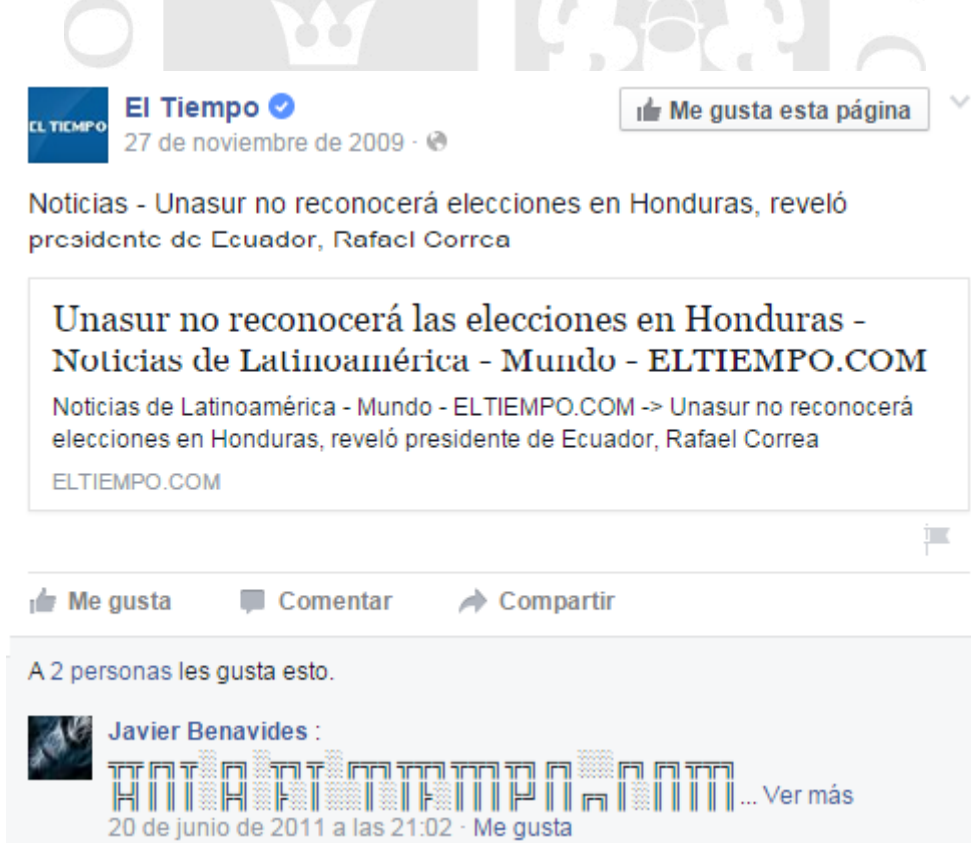 EL TIEMPO
El Tiempo
Me gusta esta página
27 de noviembre de 2009 ·
Noticias - Unasur no reconocerá elecciones en Honduras, reveló
presidente de Ecuador, Rafael Correa
Unasur no reconocerá las elecciones en Honduras -
Noticias de Latinoamérica - Mundo - ELTIEMPO.COM
Noticias de Latinoamérica - Mundo - ELTIEMPO.COM -> Unasur no reconocerá
elecciones en Honduras, reveló presidente de Ecuador, Rafael Correa
ELTIEMPO.COM
Me gusta Comentar Compartir
A 2 personas les gusta esto.
Javier Benavides :
... Ver más
20 de junio de 2011 a las 21:02 · Me gusta